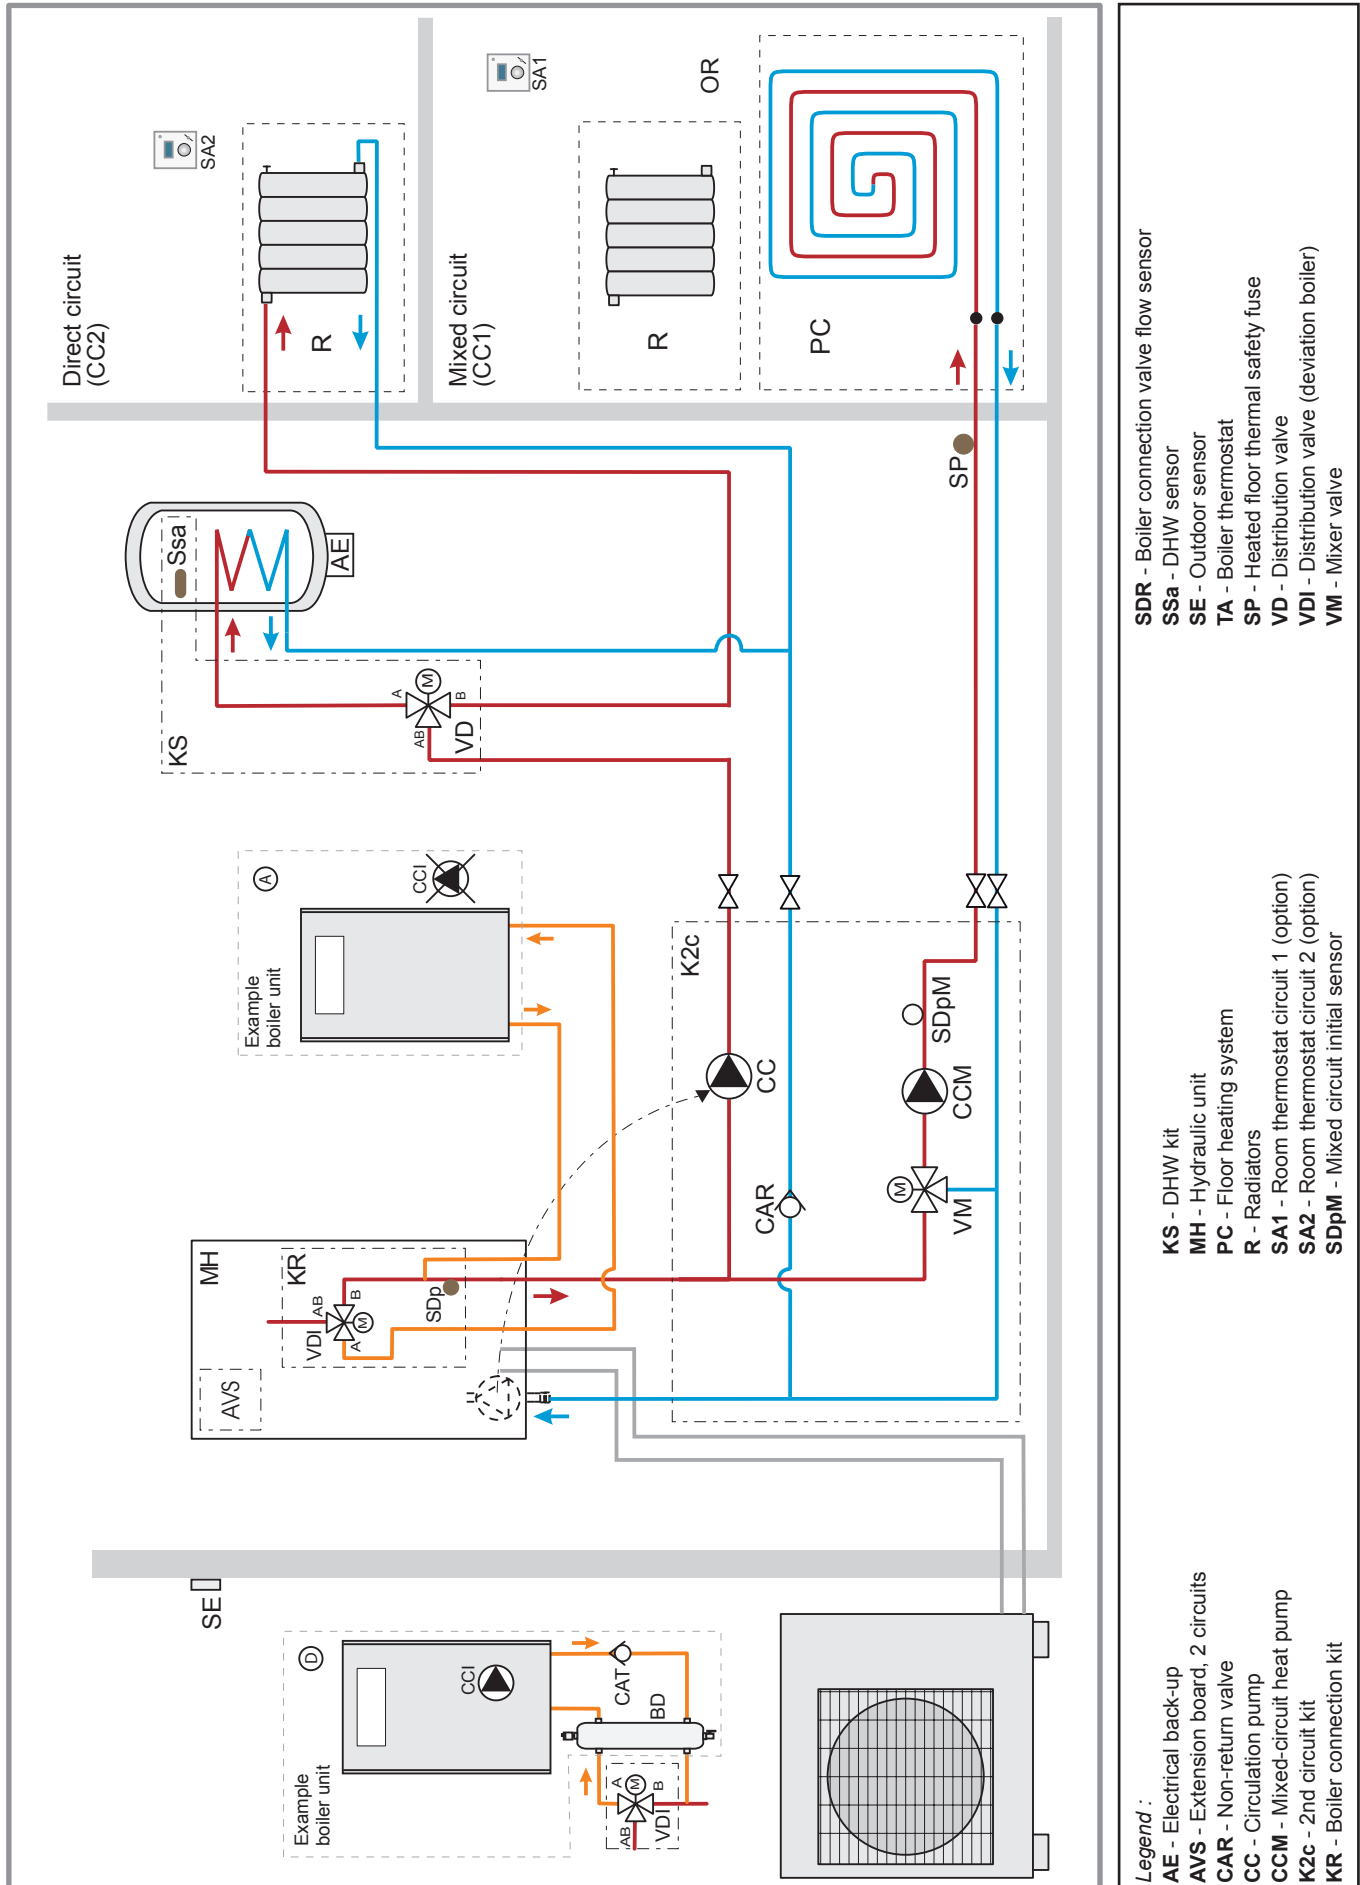 SE
D
Example
boiler unit
CCI
CAT
BD
A
M
B
AB
VDI
MH
AVS
KR
AB
VDI
B
M
A
SDp
A
Example
boiler unit
CCI
K2c
CC
CAR
M
VM
CCM
SDpM
KS
A
M
B
AB
VD
Ssa
AE
SP
Direct circuit
(CC2)
SA2
R
Mixed circuit
(CC1)
SA1
R
OR
PC
Legend :
AE - Electrical back-up
AVS - Extension board, 2 circuits
CAR - Non-return valve
CC - Circulation pump
CCM - Mixed-circuit heat pump
K2c - 2nd circuit kit
KR - Boiler connection kit
KS - DHW kit
MH - Hydraulic unit
PC - Floor heating system
R - Radiators
SA1 - Room thermostat circuit 1 (option)
SA2 - Room thermostat circuit 2 (option)
SDpM - Mixed circuit initial sensor
SDR - Boiler connection valve flow sensor
SSa - DHW sensor
SE - Outdoor sensor
TA - Boiler thermostat
SP - Heated floor thermal safety fuse
VD - Distribution valve
VDI - Distribution valve (deviation boiler)
VM - Mixer valve